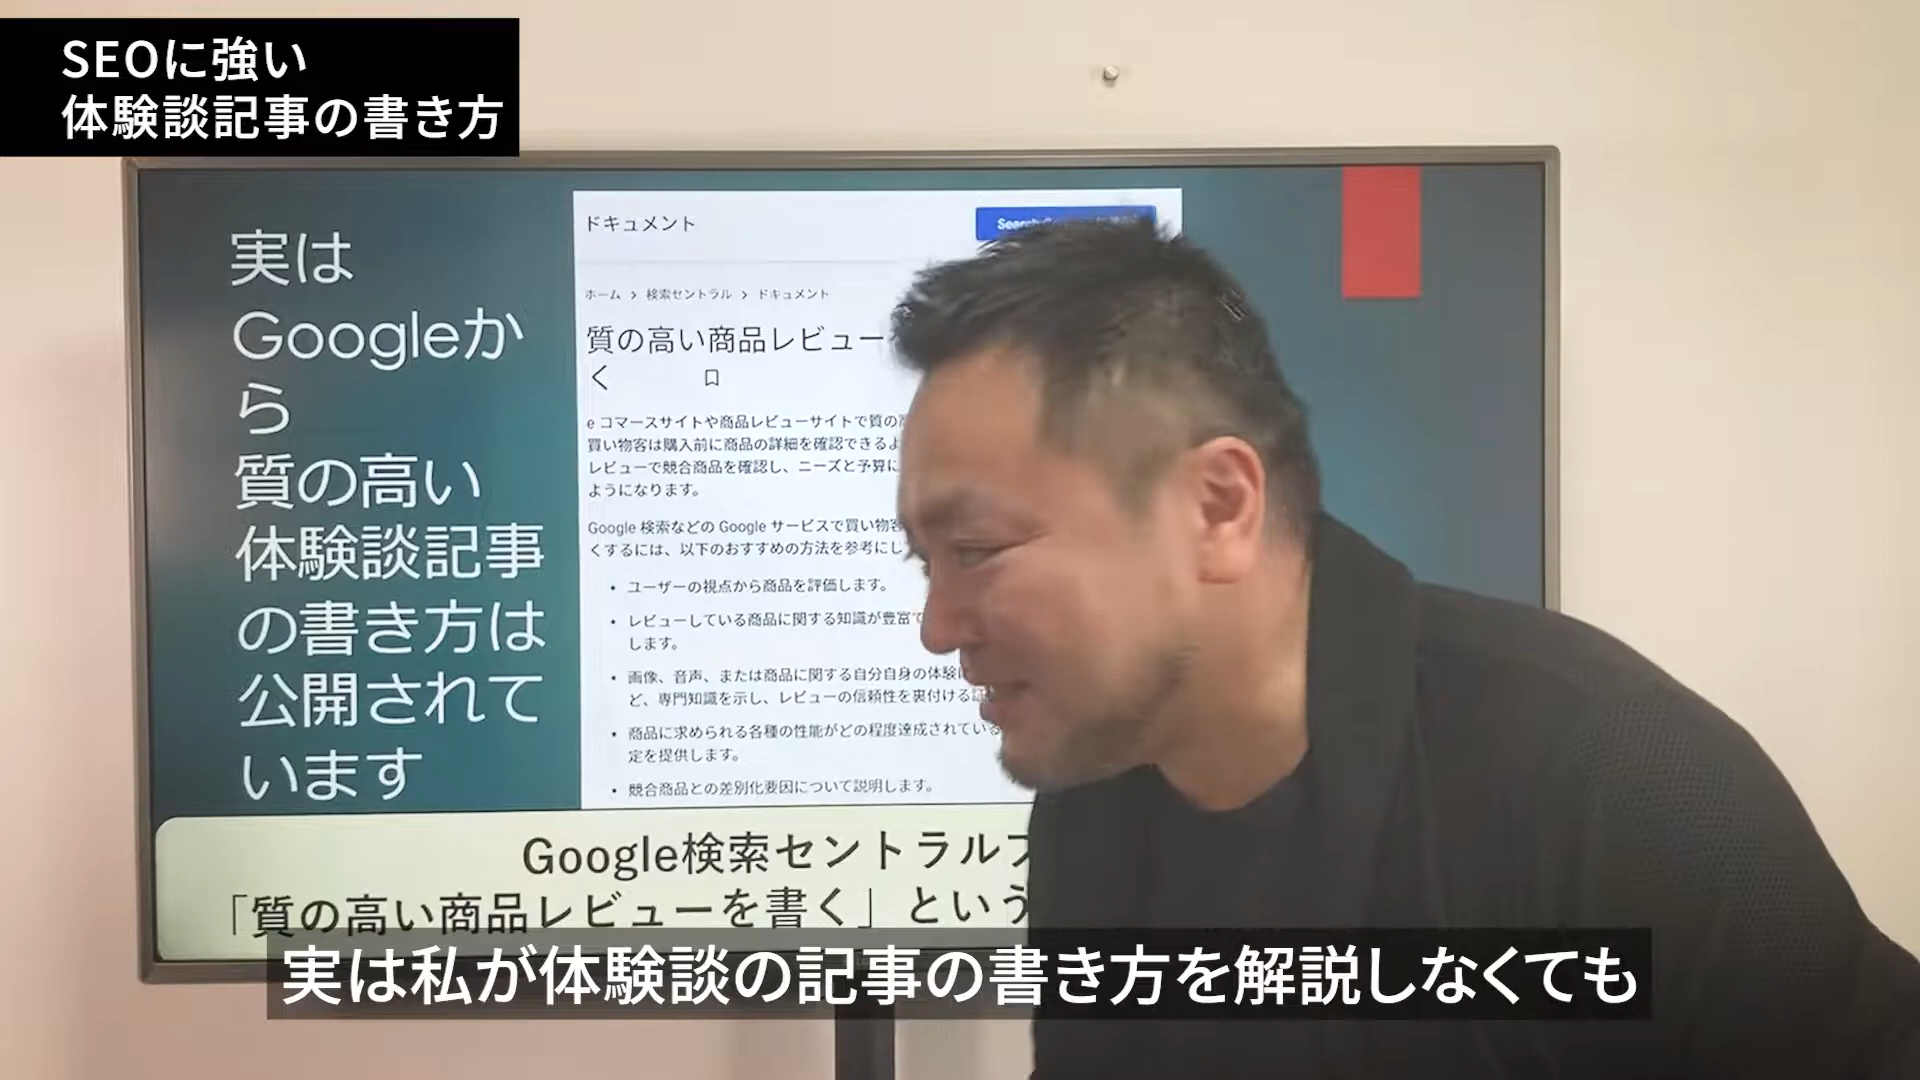 SEOに強い
体験談記事の書き方
実は
Googleか
ら
質の高い
体験談記事
の書き方は
公開されて
います
ドキュメント
ホーム > 検索セントラル > ドキュメント
質の高い商品レビュー
く
e コマースサイトや商品レビューサイトで質の
買い物客は購入前に商品の詳細を確認できるよ
レビューで競合商品を確認し、ニーズと予算に
ようになります。
Google 検索などの Google サービスで買い物客
くするには、以下のおすすめの方法を参考にし
• ユーザーの視点から商品を評価します。
• レビューしている商品に関する知識が豊富で
します。
• 画像、音声、または商品に関する自分自身の体験
ど、専門知識を示し、レビューの信頼性を裏付ける
• 商品に求められる各種の性能がどの程度達成されている
定を提供します。
• 競合商品との差別化要因について説明します。
Google検索セントラル
「質の高い商品レビューを書く」という
実は私が体験談の記事の書き方を解説しなくても